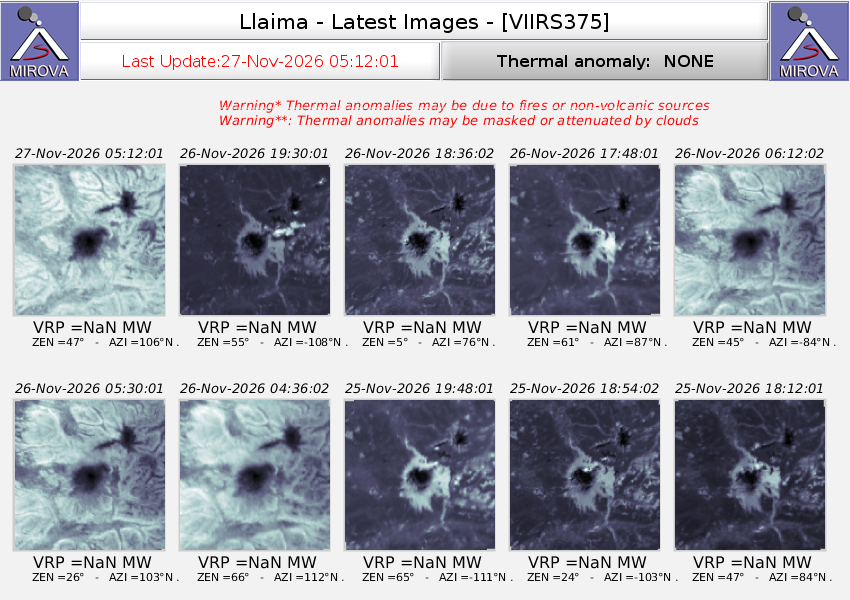 Llaima - Latest Images - [VIIRS375]
MIROVA
Last Update:27-Nov-2026 05:12:01
Thermal anomaly: NONE
MIROVA
Warning* Thermal anomalies may be due to fires or non-volcanic sources
Warning**: Thermal anomalies may be masked or attenuated by clouds
27-Nov-2026 05:12:01 26-Nov-2026 19:30:01 26-Nov-2026 18:36:02 26-Nov-2026 17:48:01 26-Nov-2026 06:12:02
VRP =NaN MW VRP =NaN MW VRP =NaN MW VRP =NaN MW VRP =NaN MW
ZEN =47° - AZI =106°N . ZEN =55° - AZI =-108°N . ZEN =5° - AZI =76°N . ZEN =61° - AZI =87°N . ZEN =45° - AZI =-84°N .
26-Nov-2026 05:30:01 26-Nov-2026 04:36:02 25-Nov-2026 19:48:01 25-Nov-2026 18:54:02 25-Nov-2026 18:12:01
VRP =NaN MW VRP =NaN MW VRP =NaN MW VRP =NaN MW VRP =NaN MW
ZEN =26° - AZI =103°N . ZEN =66° - AZI =112°N . ZEN =65° - AZI =-111°N . ZEN =24° - AZI =-103°N . ZEN =47° - AZI =84°N .